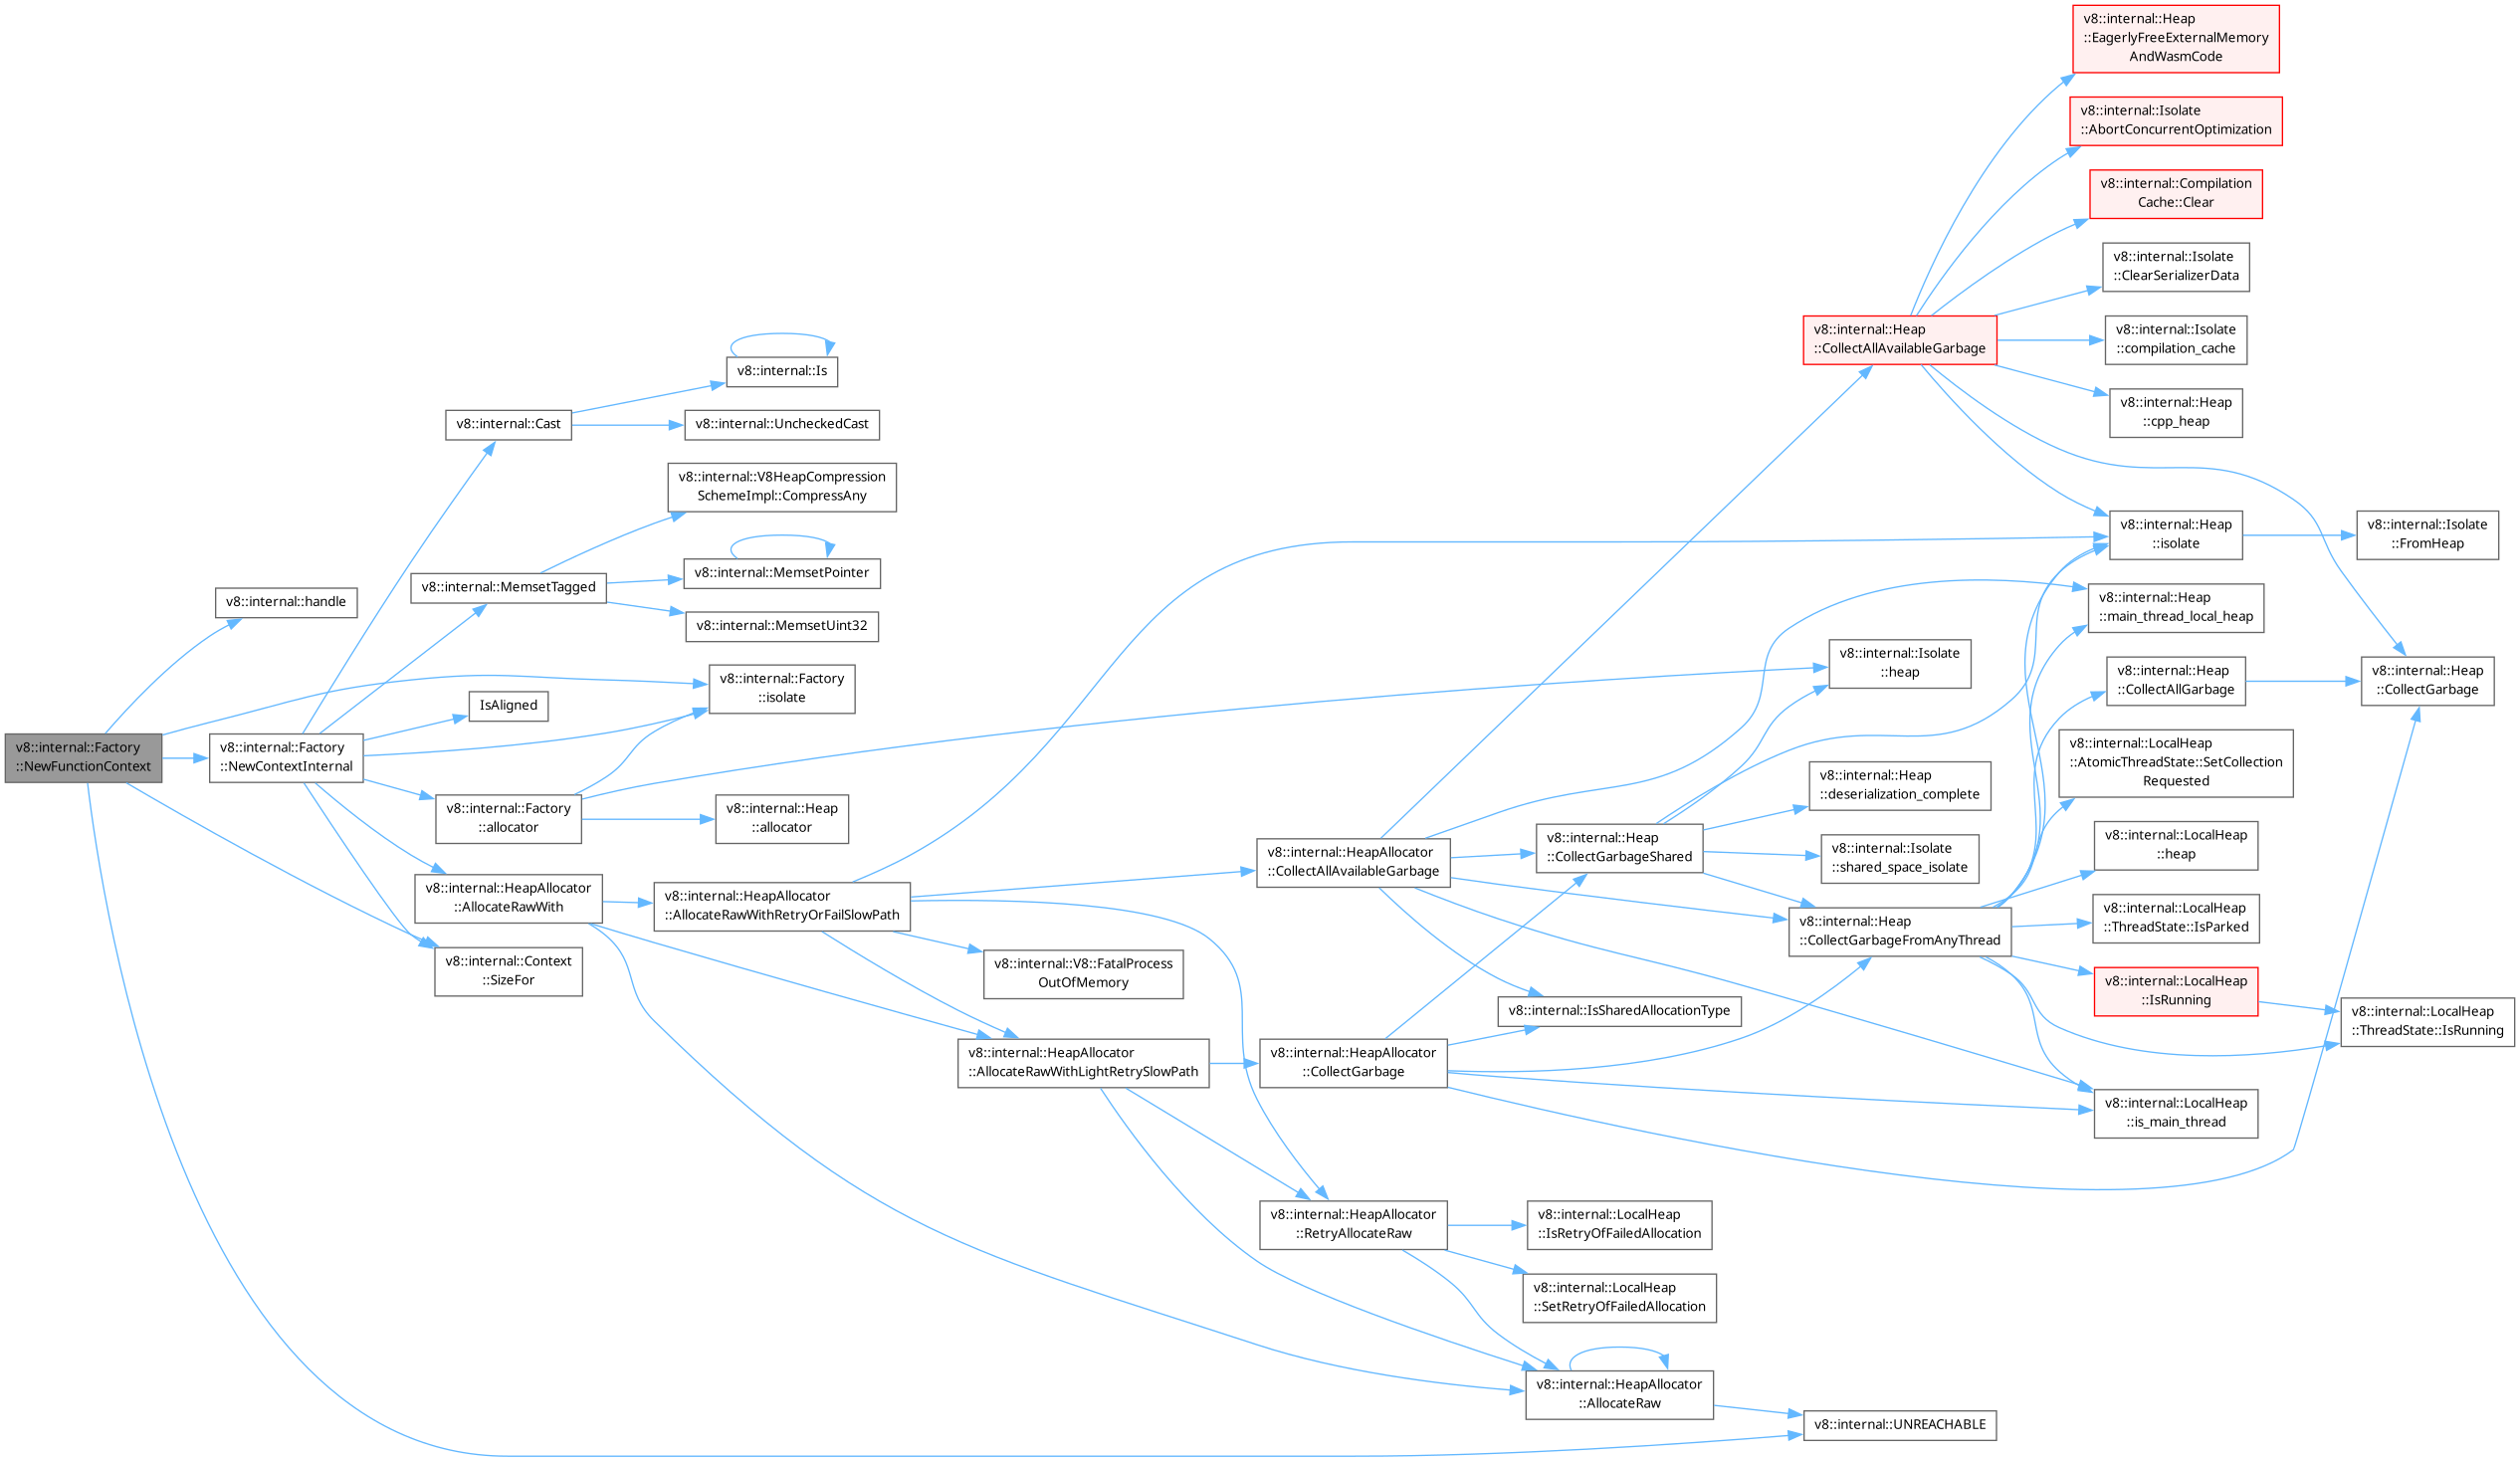 v8::internal::Factory
::NewFunctionContext
v8::internal::handle
v8::internal::Factory
::NewContextInternal
v8::internal::Cast
v8::internal::MemsetTagged
IsAligned
v8::internal::Factory
::allocator
v8::internal::HeapAllocator
::AllocateRawWith
v8::internal::Context
::SizeFor
v8::internal::Is
v8::internal::UncheckedCast
v8::internal::V8HeapCompression
SchemeImpl::CompressAny
v8::internal::MemsetPointer
v8::internal::MemsetUint32
v8::internal::Factory
::isolate
v8::internal::Heap
::allocator
v8::internal::HeapAllocator
::AllocateRawWithRetryOrFailSlowPath
v8::internal::V8::FatalProcess
OutOfMemory
v8::internal::HeapAllocator
::AllocateRawWithLightRetrySlowPath
v8::internal::HeapAllocator
::CollectAllAvailableGarbage
v8::internal::HeapAllocator
::CollectGarbage
v8::internal::HeapAllocator
::RetryAllocateRaw
v8::internal::Heap
::CollectGarbageShared
v8::internal::IsSharedAllocationType
v8::internal::LocalHeap
::IsRetryOfFailedAllocation
v8::internal::LocalHeap
::SetRetryOfFailedAllocation
v8::internal::HeapAllocator
::AllocateRaw
v8::internal::Heap
::CollectAllAvailableGarbage
v8::internal::Isolate
::heap
v8::internal::Heap
::deserialization_complete
v8::internal::Isolate
::shared_space_isolate
v8::internal::Heap
::CollectGarbageFromAnyThread
v8::internal::UNREACHABLE
v8::internal::Heap
::EagerlyFreeExternalMemory
AndWasmCode
v8::internal::Isolate
::AbortConcurrentOptimization
v8::internal::Compilation
Cache::Clear
v8::internal::Isolate
::ClearSerializerData
v8::internal::Isolate
::compilation_cache
v8::internal::Heap
::cpp_heap
v8::internal::Heap
::isolate
v8::internal::Heap
::main_thread_local_heap
v8::internal::Heap
::CollectAllGarbage
v8::internal::LocalHeap
::AtomicThreadState::SetCollection
Requested
v8::internal::LocalHeap
::heap
v8::internal::LocalHeap
::ThreadState::IsParked
v8::internal::LocalHeap
::IsRunning
v8::internal::LocalHeap
::is_main_thread
v8::internal::Isolate
::FromHeap
v8::internal::Heap
::CollectGarbage
v8::internal::LocalHeap
::ThreadState::IsRunning